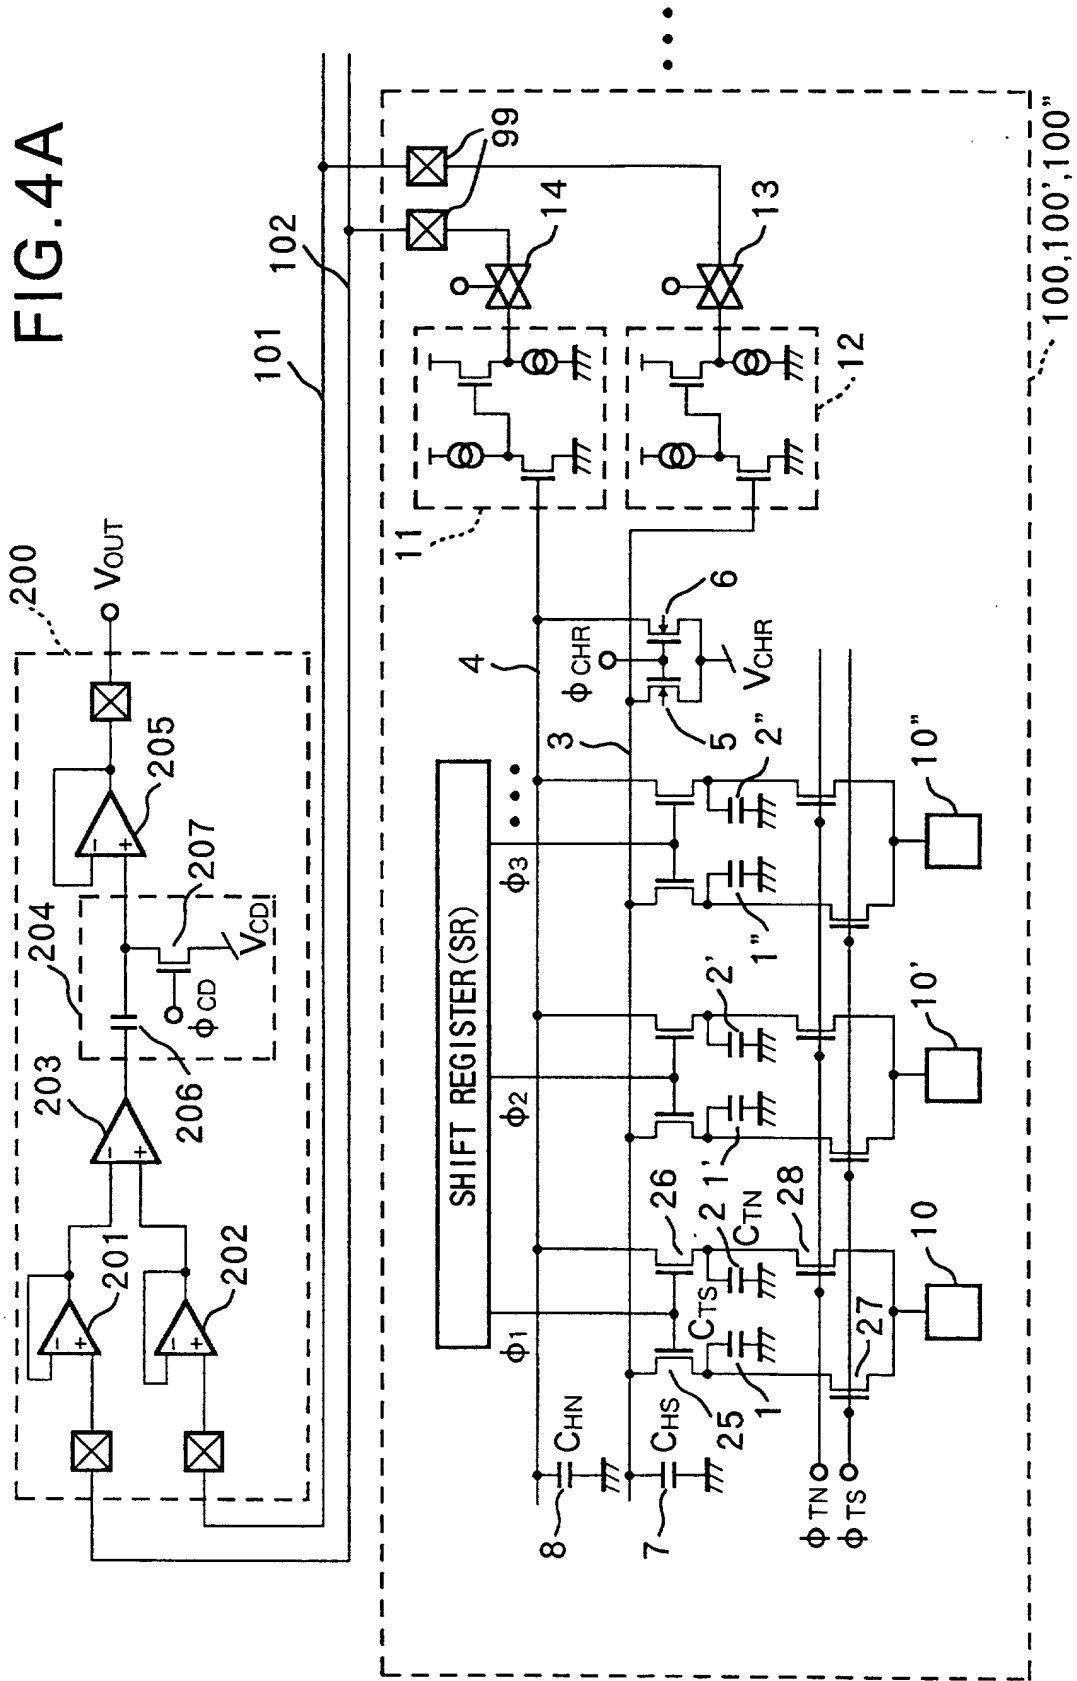 FIG.4A
200
VOUT
205
204
207
VCD
ΦCD
203
206
201
202
−
+
−
+
−
+
−
+
101
102
99
14
13
11
12
100,100',100"
SHIFT REGISTER(SR)
Φ1
Φ2
Φ3
4
3
ΦCHR
6
5
VCHR
8
CHN
7
CHS
25
26
CTS
CTN
1
2
1'
2'
1"
2"
27
28
ΦTN
ΦTS
10
10'
10"